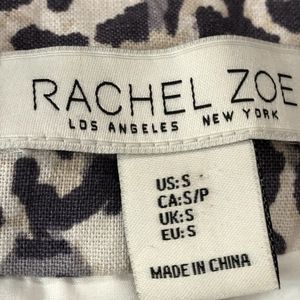 RACHEL ZOE
LOS ANGELES NEW YORK
US:S
CA:S/P
UK:S
EU:S
MADE IN CHINA